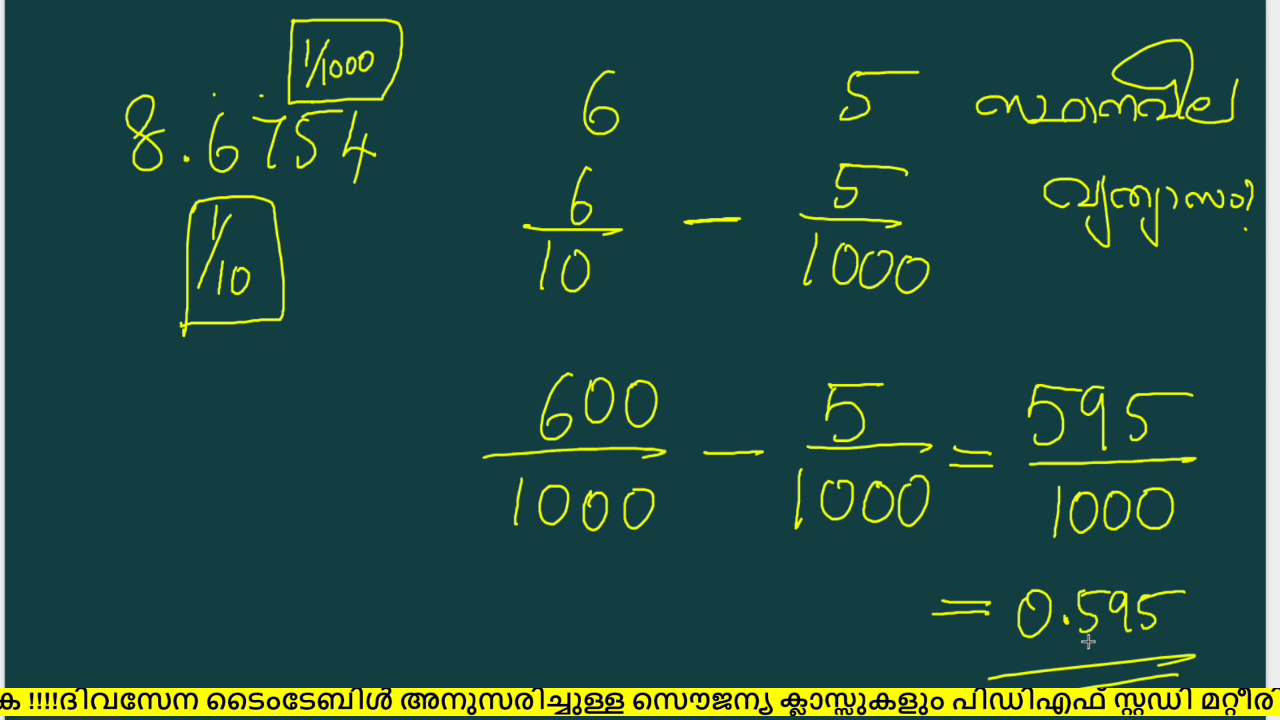 1/1000
8.6754
1/10
6 5 സ്ഥാനവില
6/10 - 5/1000 വ്യത്യാസം?
600/1000 - 5/1000 = 595/1000
= 0.595
ക !!!!ദിവസേന ടൈംടേബിൾ അനുസരിച്ചുള്ള സൌജന്യ ക്ലാസ്സുകളും പിഡിഎഫ് സ്റ്റഡി മറ്റീരി